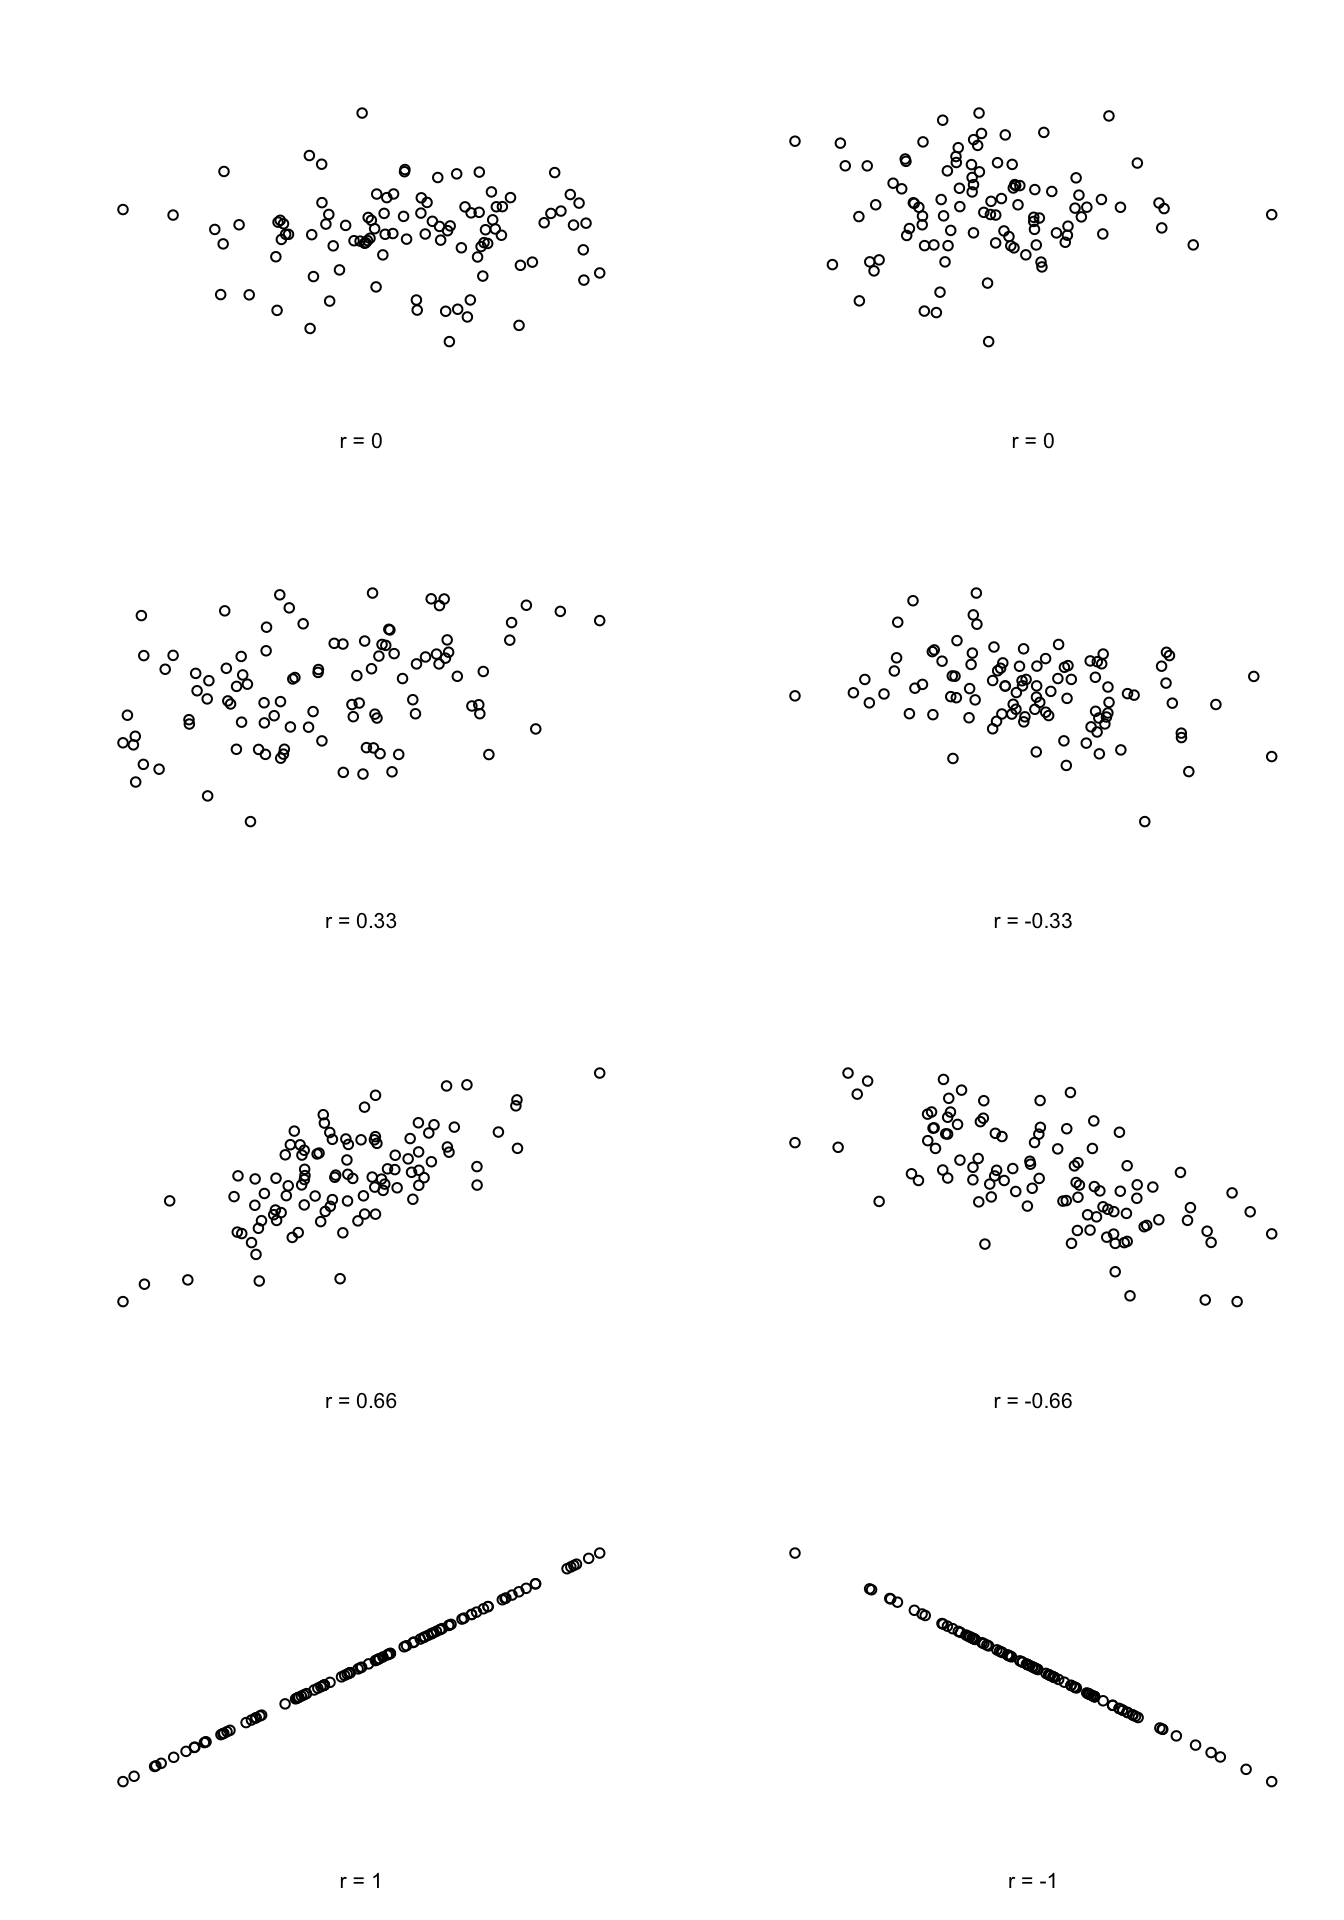 r = 0
r = 0
r = 0.33
r = -0.33
r = 0.66
r = -0.66
r = 1
r = -1